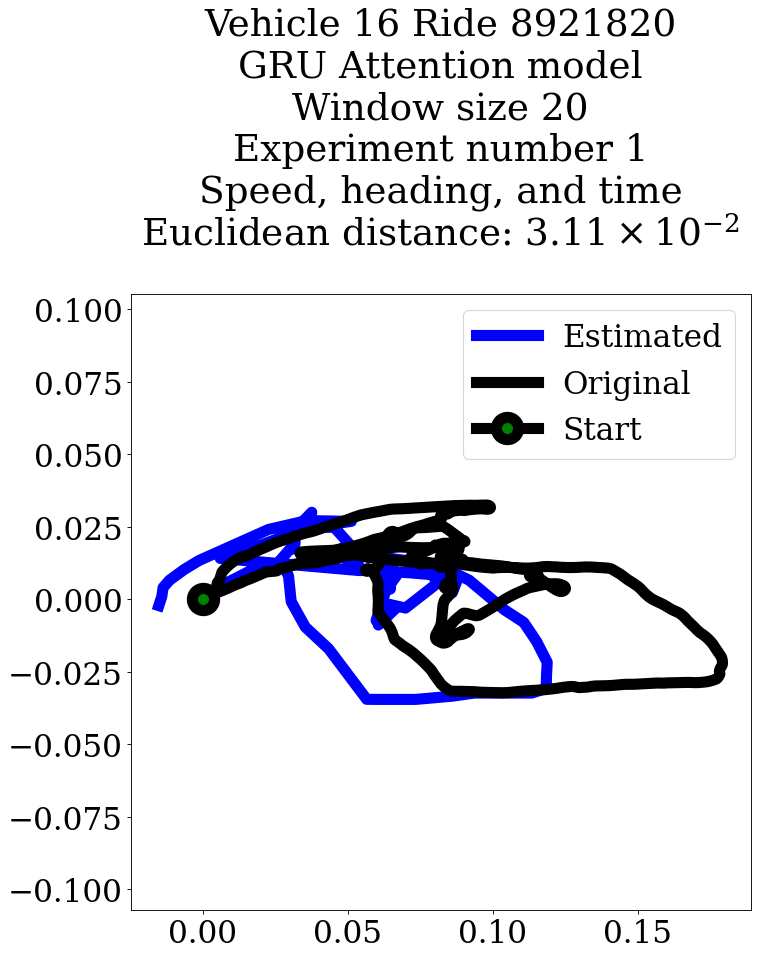 Vehicle 16 Ride 8921820
GRU Attention model
Window size 20
Experiment number 1
Speed, heading, and time
Euclidean distance: 3.11 × 10⁻²
Estimated
Original
Start
0.100
0.075
0.050
0.025
0.000
−0.025
−0.050
−0.075
−0.100
0.00 0.05 0.10 0.15